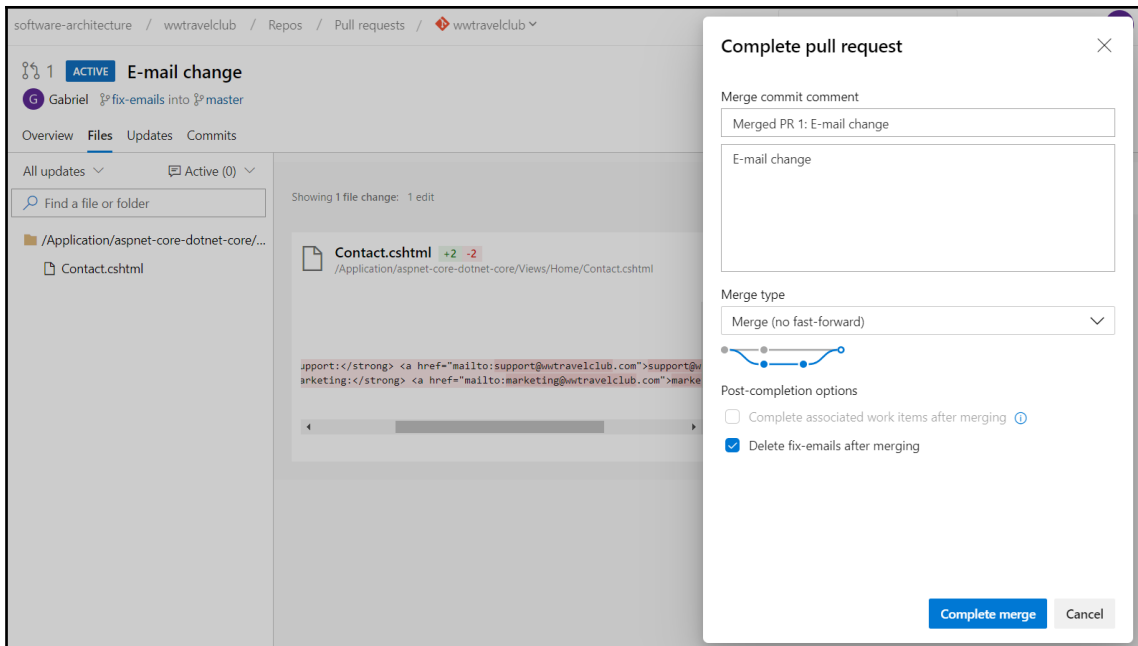 software-architecture / wwtravelclub / Repos / Pull requests / wwtravelclub
1 ACTIVE E-mail change
G Gabriel fix-emails into master
Overview Files Updates Commits
All updates Active (0)
Find a file or folder
/Application/aspnet-core-dotnet-core/...
Contact.cshtml
Showing 1 file change: 1 edit
Contact.cshtml +2 -2
/Application/aspnet-core-dotnet-core/Views/Home/Contact.cshtml
upport:</strong> <a href="mailto:support@wwtravelclub.com">support@w
arketing:</strong> <a href="mailto:marketing@wwtravelclub.com">marke
Complete pull request
Merge commit comment
Merged PR 1: E-mail change
E-mail change
Merge type
Merge (no fast-forward)
Post-completion options
Complete associated work items after merging
Delete fix-emails after merging
Complete merge Cancel